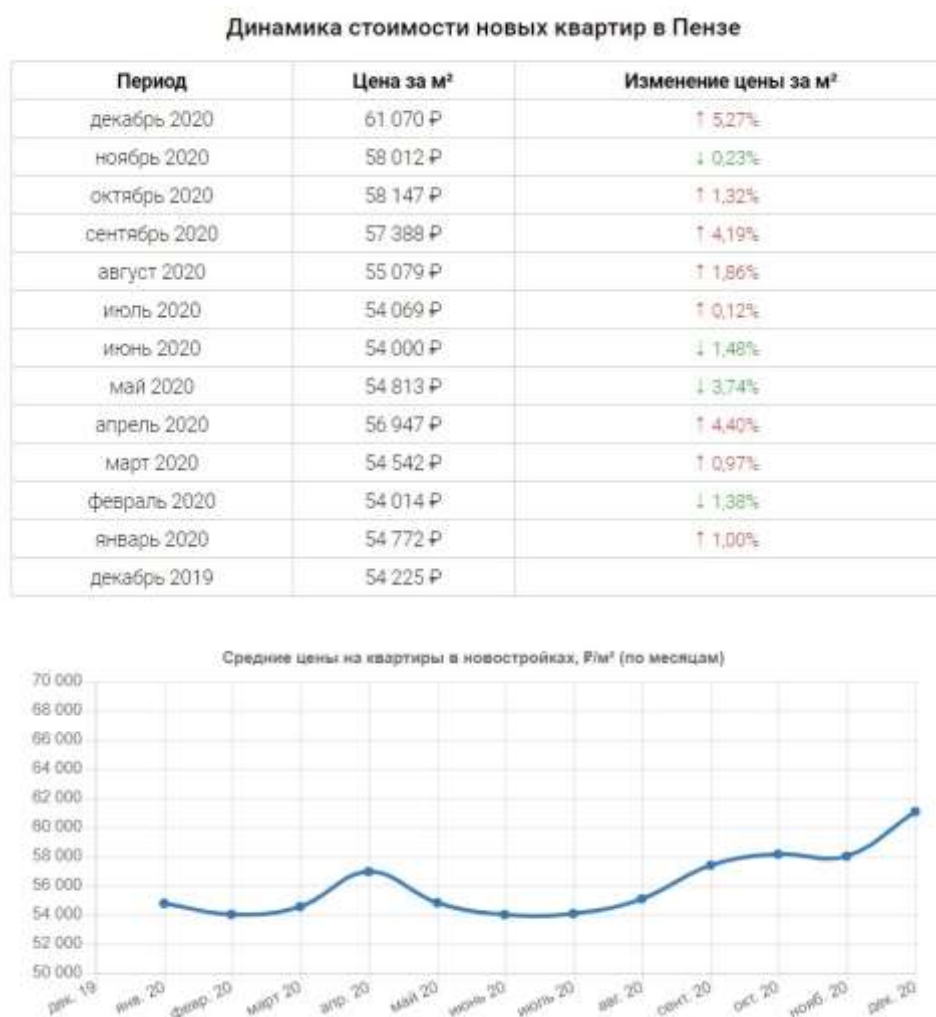 Динамика стоимости новых квартир в Пензе
Период Цена за м² Изменение цены за м²
декабрь 2020 61 070 ₽ ↑ 5,27%
ноябрь 2020 58 012 ₽ ↓ 0,23%
октябрь 2020 58 147 ₽ ↑ 1,32%
сентябрь 2020 57 388 ₽ ↑ 4,19%
август 2020 55 079 ₽ ↑ 1,86%
июль 2020 54 069 ₽ ↑ 0,12%
июнь 2020 54 000 ₽ ↓ 1,48%
май 2020 54 813 ₽ ↓ 3,74%
апрель 2020 56 947 ₽ ↑ 4,40%
март 2020 54 542 ₽ ↑ 0,97%
февраль 2020 54 014 ₽ ↓ 1,38%
январь 2020 54 772 ₽ ↑ 1,00%
декабрь 2019 54 225 ₽
Средние цены на квартиры в новостройках, ₽/м² (по месяцам)
70 000
68 000
66 000
64 000
62 000
60 000
58 000
56 000
54 000
52 000
50 000
дек. 19 янв. 20 февр. 20 март 20 апр. 20 май 20 июнь 20 июль 20 авг. 20 сент. 20 окт. 20 нояб. 20 дек. 20